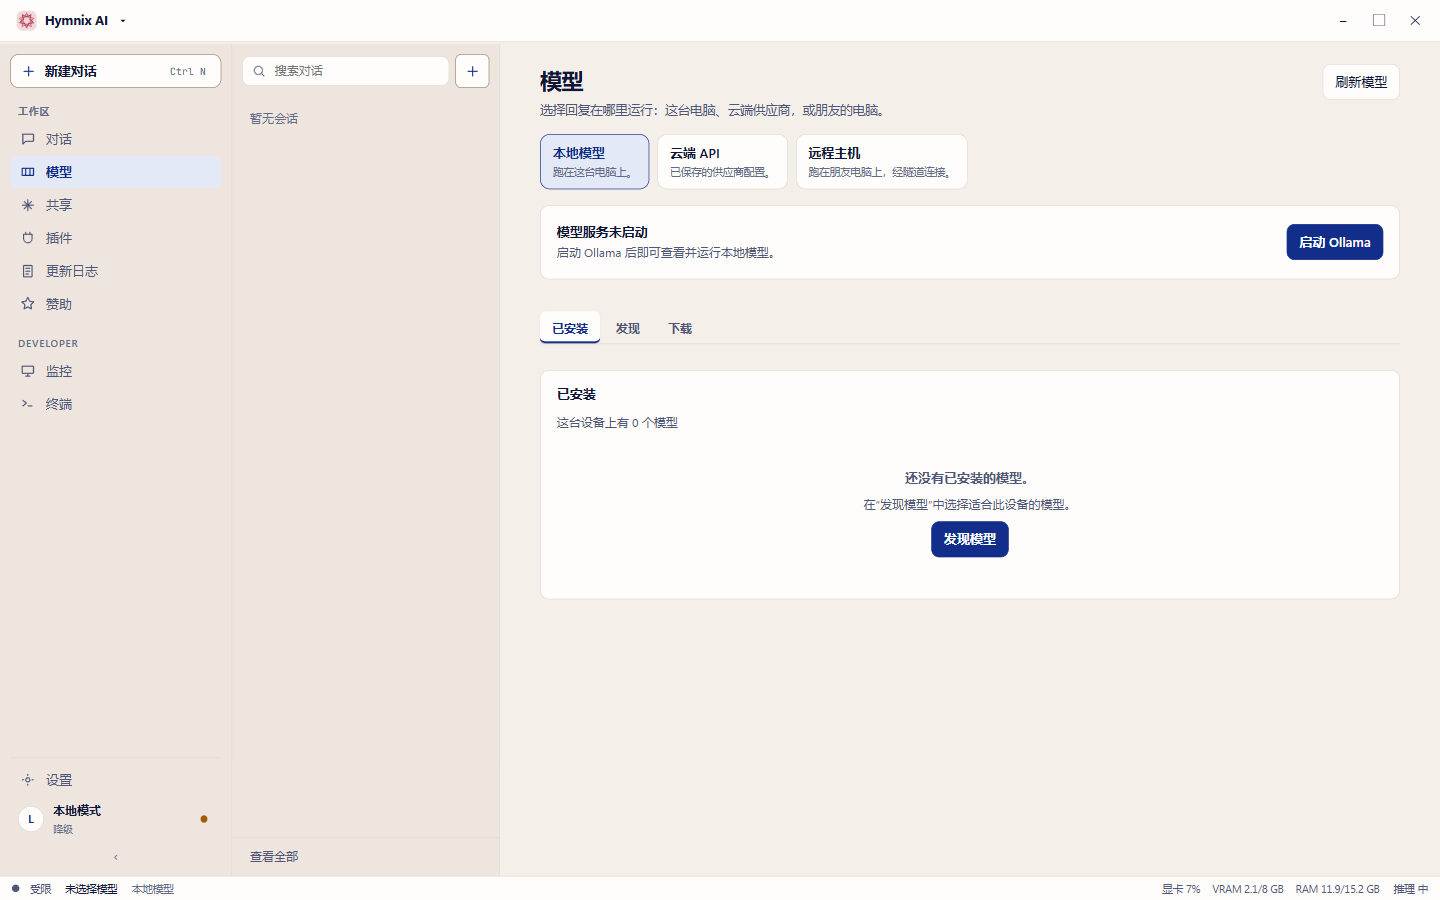 Hymnix AI
新建对话 Ctrl N
工作区
对话
模型
共享
插件
更新日志
赞助
DEVELOPER
监控
终端
设置
L
本地模式
降级
搜索对话
暂无会话
查看全部
模型
选择回复在哪里运行：这台电脑、云端供应商，或朋友的电脑。
刷新模型
本地模型
跑在这台电脑上。
云端 API
已保存的供应商配置。
远程主机
跑在朋友电脑上，经隧道连接。
模型服务未启动
启动 Ollama 后即可查看并运行本地模型。
启动 Ollama
已安装 发现 下载
已安装
这台设备上有 0 个模型
还没有已安装的模型。
在"发现模型"中选择适合此设备的模型。
发现模型
受限 未选择模型 本地模型 显卡 7% VRAM 2.1/8 GB RAM 11.9/15.2 GB 推理 中